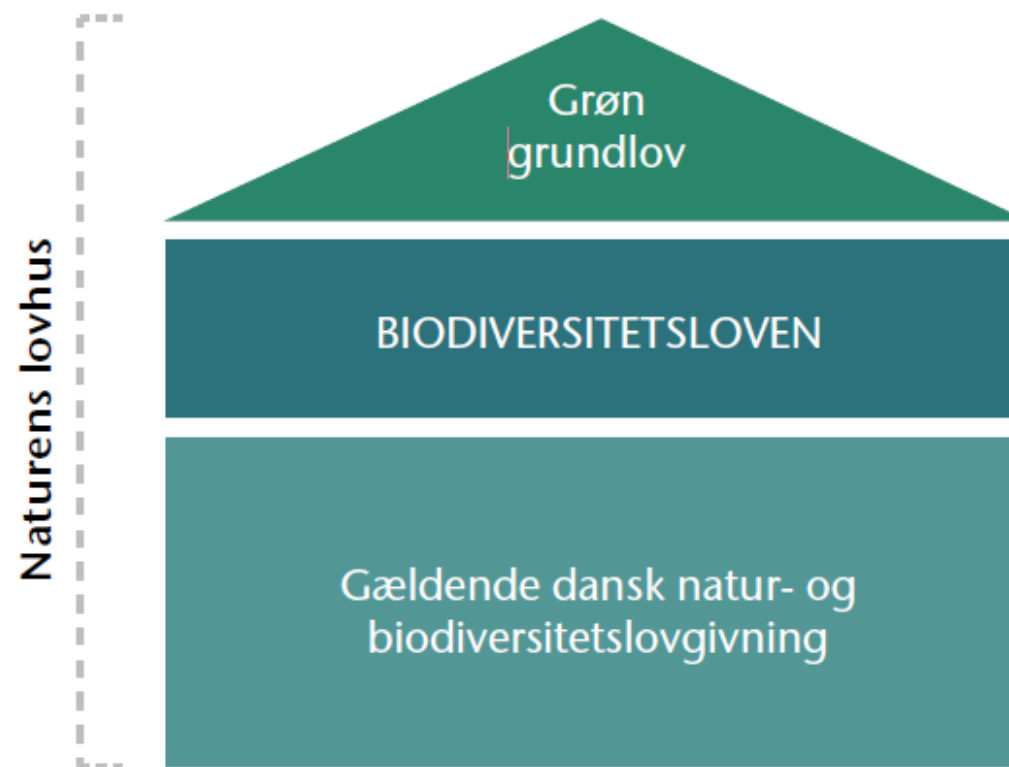 Naturens lovhus
Grøn
grundlov
BIODIVERSITETSLOVEN
Gældende dansk natur- og
biodiversitetslovgivning